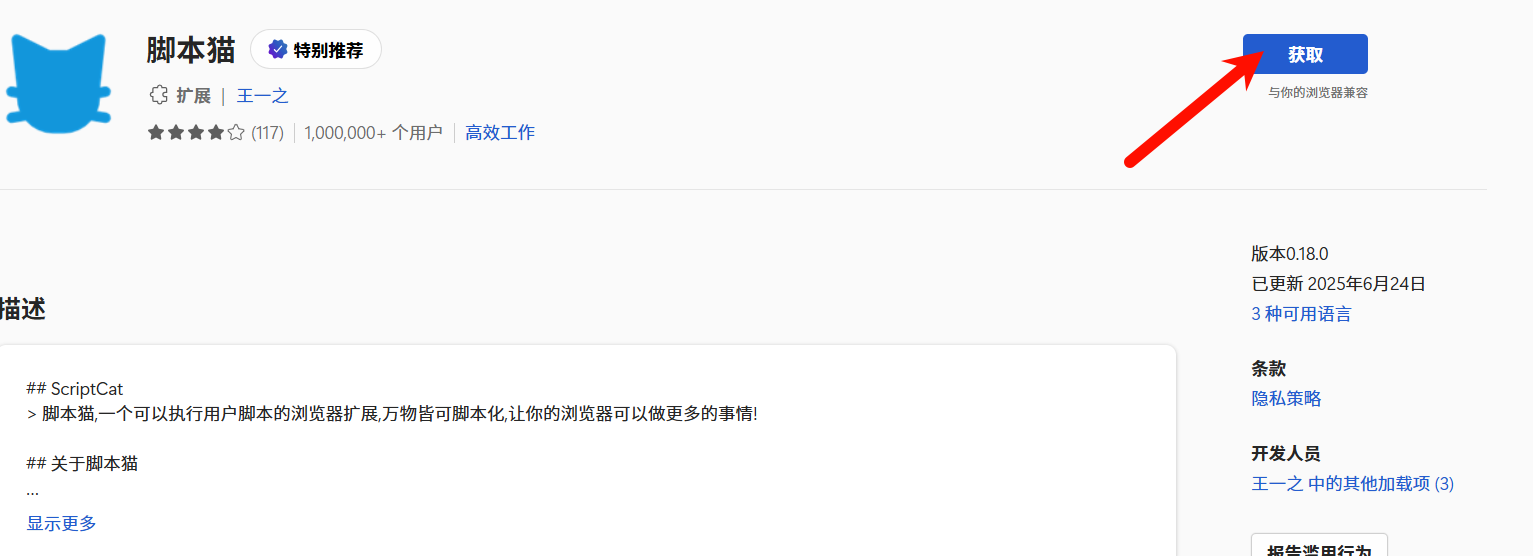 脚本猫 特别推荐
扩展 | 王一之
(117) 1,000,000+ 个用户 高效工作
获取
与你的浏览器兼容
描述
## ScriptCat
> 脚本猫,一个可以执行用户脚本的浏览器扩展,万物皆可脚本化,让你的浏览器可以做更多的事情!
## 关于脚本猫
...
显示更多
版本0.18.0
已更新 2025年6月24日
3 种可用语言
条款
隐私策略
开发人员
王一之 中的其他加载项 (3)
报告滥用行为